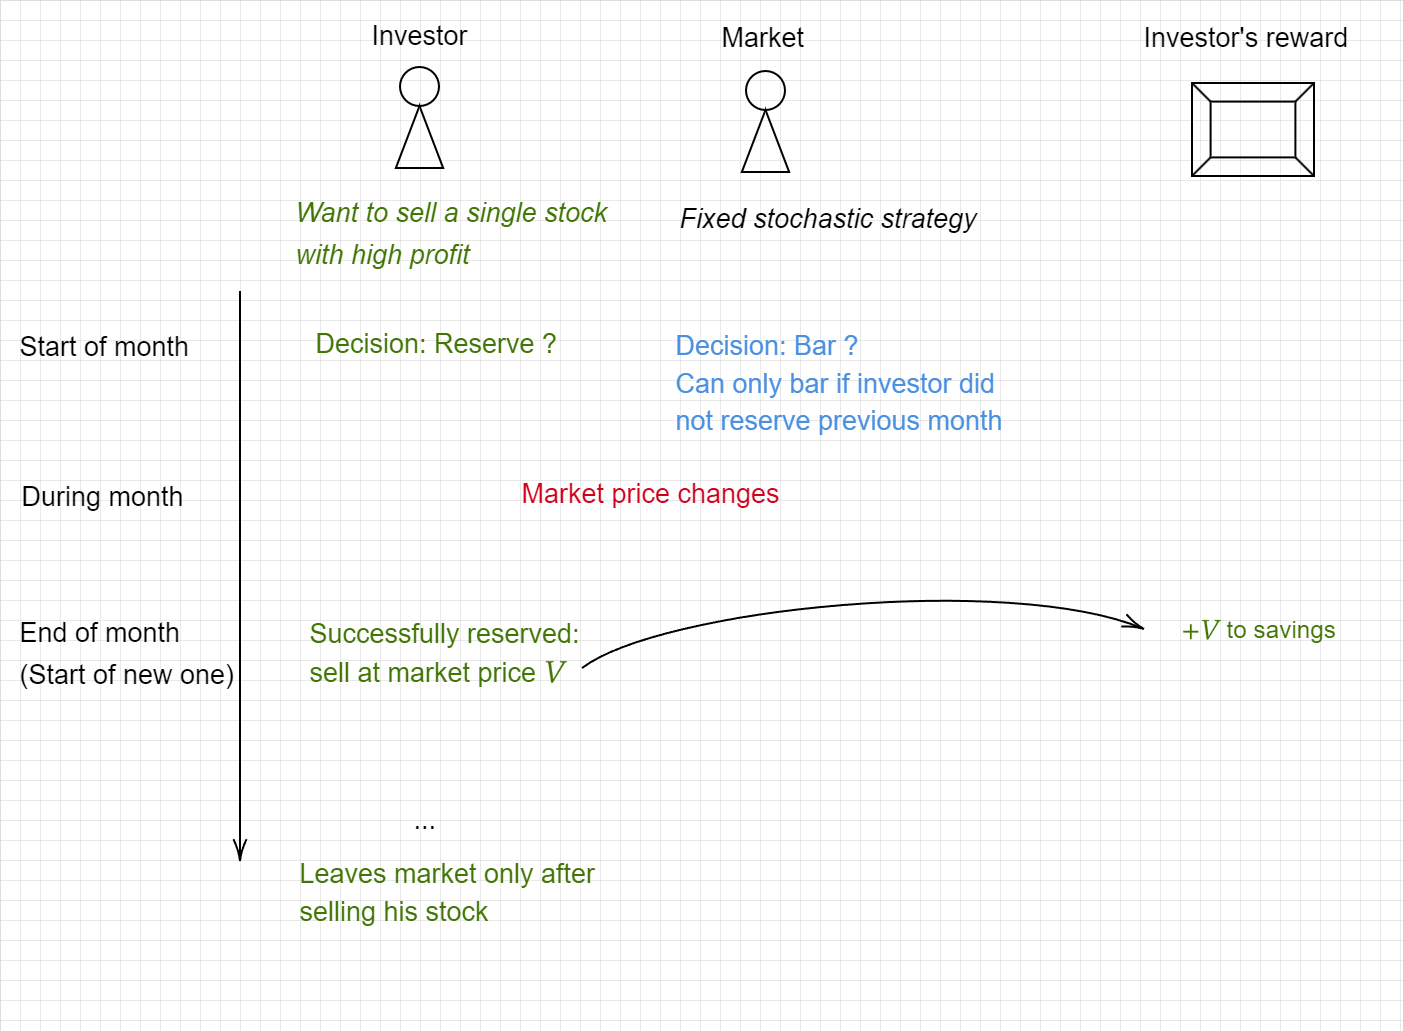 Investor
Market
Investor's reward
Want to sell a single stock
with high profit
Fixed stochastic strategy
Start of month
Decision: Reserve ?
Decision: Bar ?
Can only bar if investor did
not reserve previous month
During month
Market price changes
End of month
(Start of new one)
Successfully reserved:
sell at market price V
+V to savings
...
Leaves market only after
selling his stock